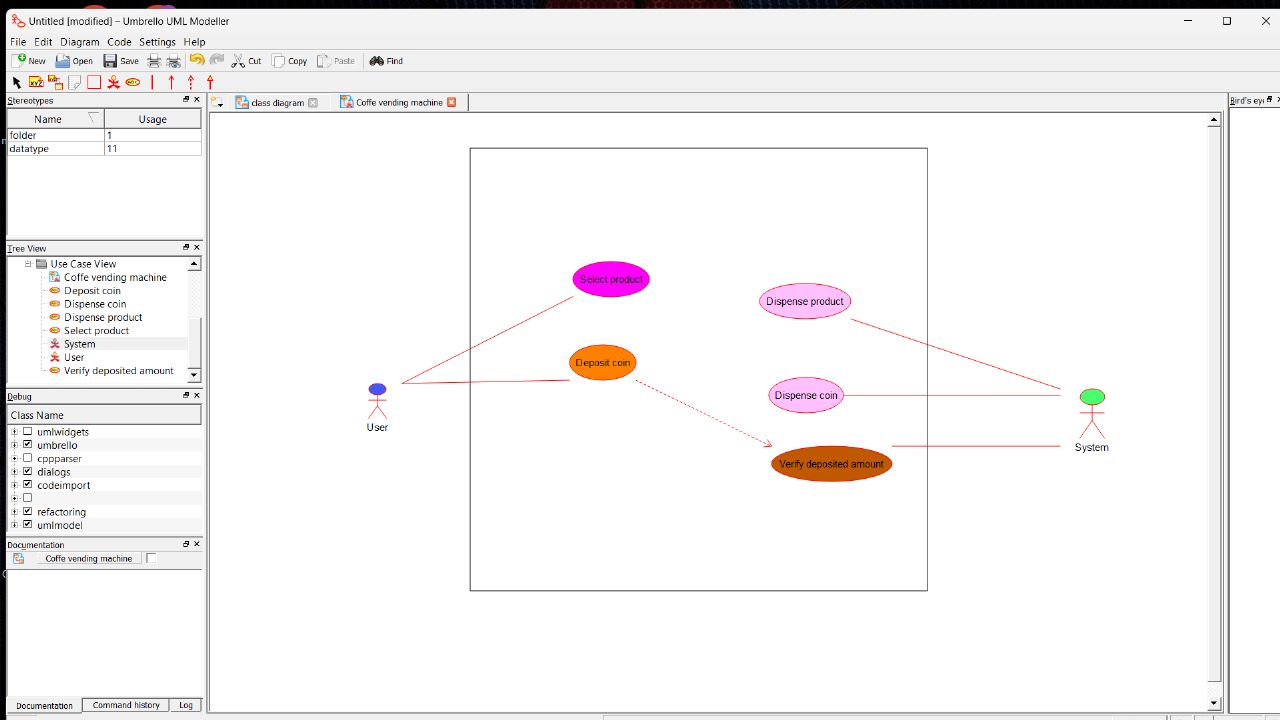 Untitled [modified] – Umbrello UML Modeller
File Edit Diagram Code Settings Help
New Open Save Cut Copy Paste Find
Stereotypes
Name Usage
folder 1
datatype 11
Tree View
Use Case View
Coffe vending machine
Deposit coin
Dispense coin
Dispense product
Select product
System
User
Verify deposited amount
Debug
Class Name
umlwidgets
umbrello
cppparser
dialogs
codeimport
refactoring
umlmodel
Documentation
Coffe vending machine
Documentation Command history Log
class diagram Coffe vending machine
Select product
Dispense product
Deposit coin
Dispense coin
User
System
Verify deposited amount
Bird's ey